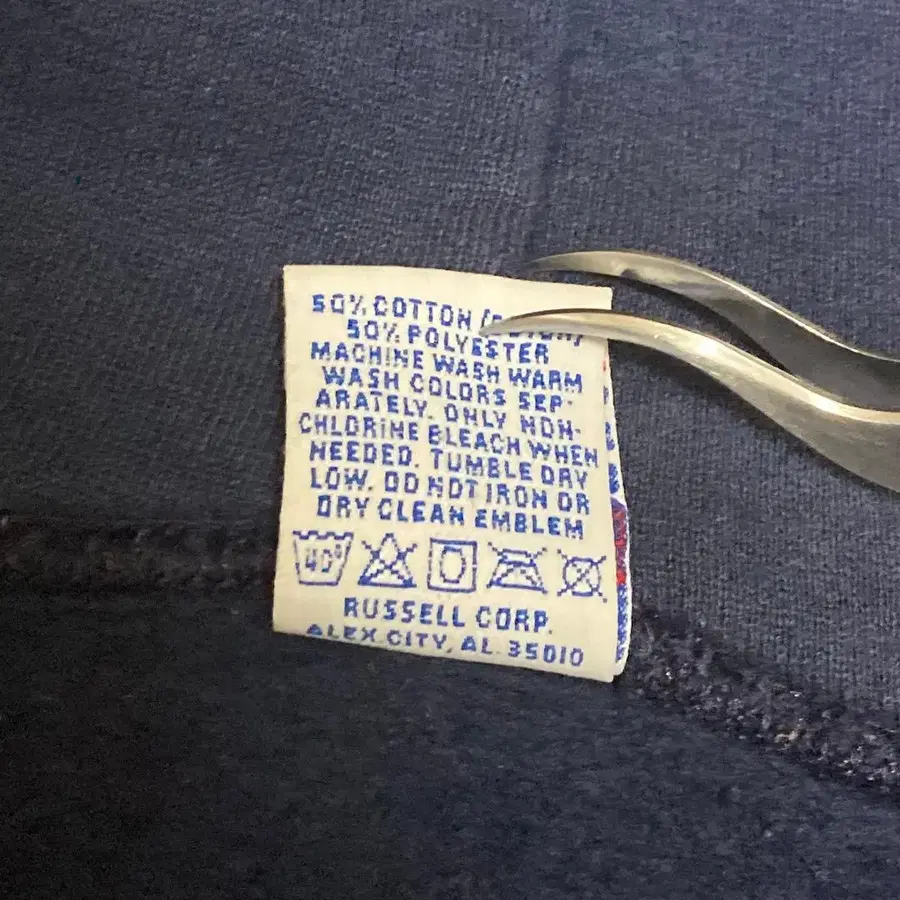 50% COTTON
50% POLYESTER
MACHINE WASH WARM
WASH COLORS SEP-
ARATELY. ONLY NON-
CHLORINE BLEACH WHEN
NEEDED. TUMBLE DRY
LOW. DO NOT IRON OR
DRY CLEAN EMBLEM
40°
RUSSELL CORP.
ALEX CITY, AL 35010